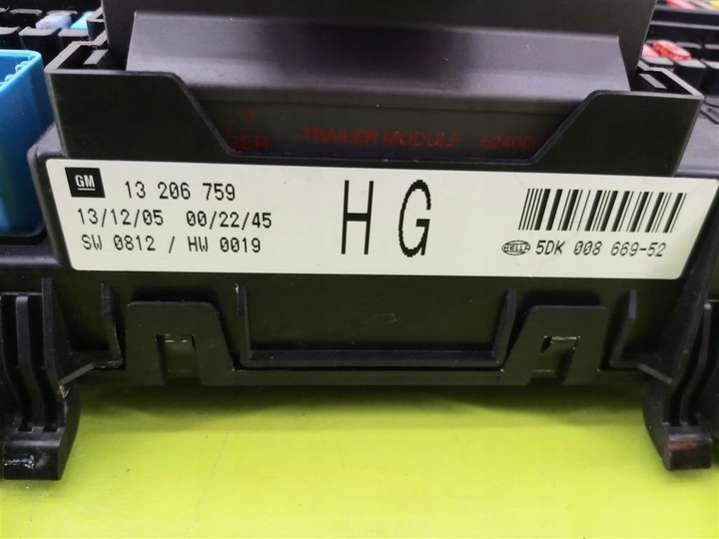 TRAILER MODULE
GM 13 206 759
13/12/05 00/22/45
SW 0812 / HW 0019
HG
HELLA 5DK 008 669-52